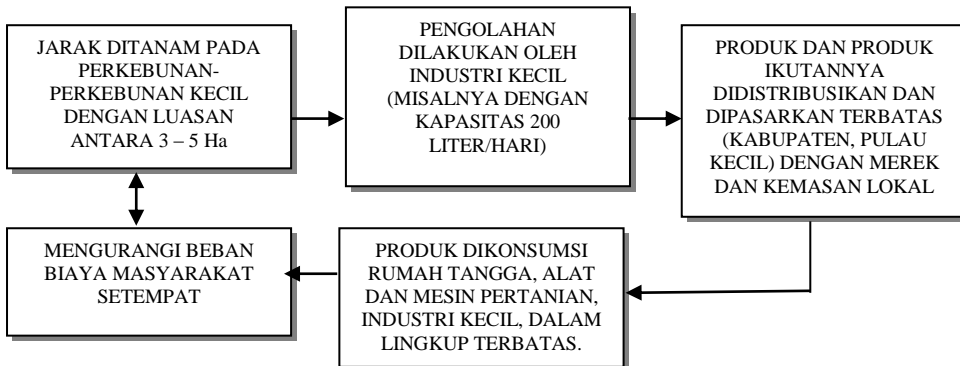 JARAK DITANAM PADA
PERKEBUNAN-
PERKEBUNAN KECIL
DENGAN LUASAN
ANTARA 3 – 5 Ha
PENGOLAHAN
DILAKUKAN OLEH
INDUSTRI KECIL
(MISALNYA DENGAN
KAPASITAS 200
LITER/HARI)
PRODUK DAN PRODUK
IKUTANNYA
DIDISTRIBUSIKAN DAN
DIPASARKAN TERBATAS
(KABUPATEN, PULAU
KECIL) DENGAN MEREK
DAN KEMASAN LOKAL
PRODUK DIKONSUMSI
RUMAH TANGGA, ALAT
DAN MESIN PERTANIAN,
INDUSTRI KECIL, DALAM
LINGKUP TERBATAS.
MENGURANGI BEBAN
BIAYA MASYARAKAT
SETEMPAT